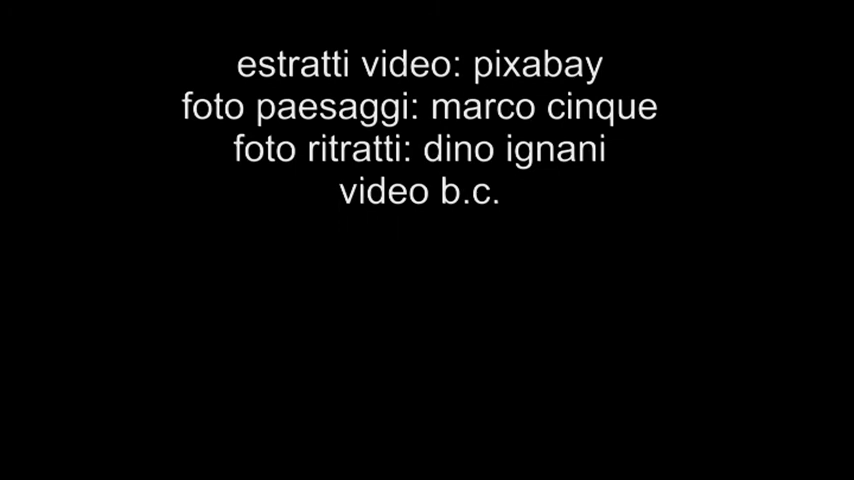 estratti video: pixabay
foto paesaggi: marco cinque
foto ritratti: dino ignani
video b.c.